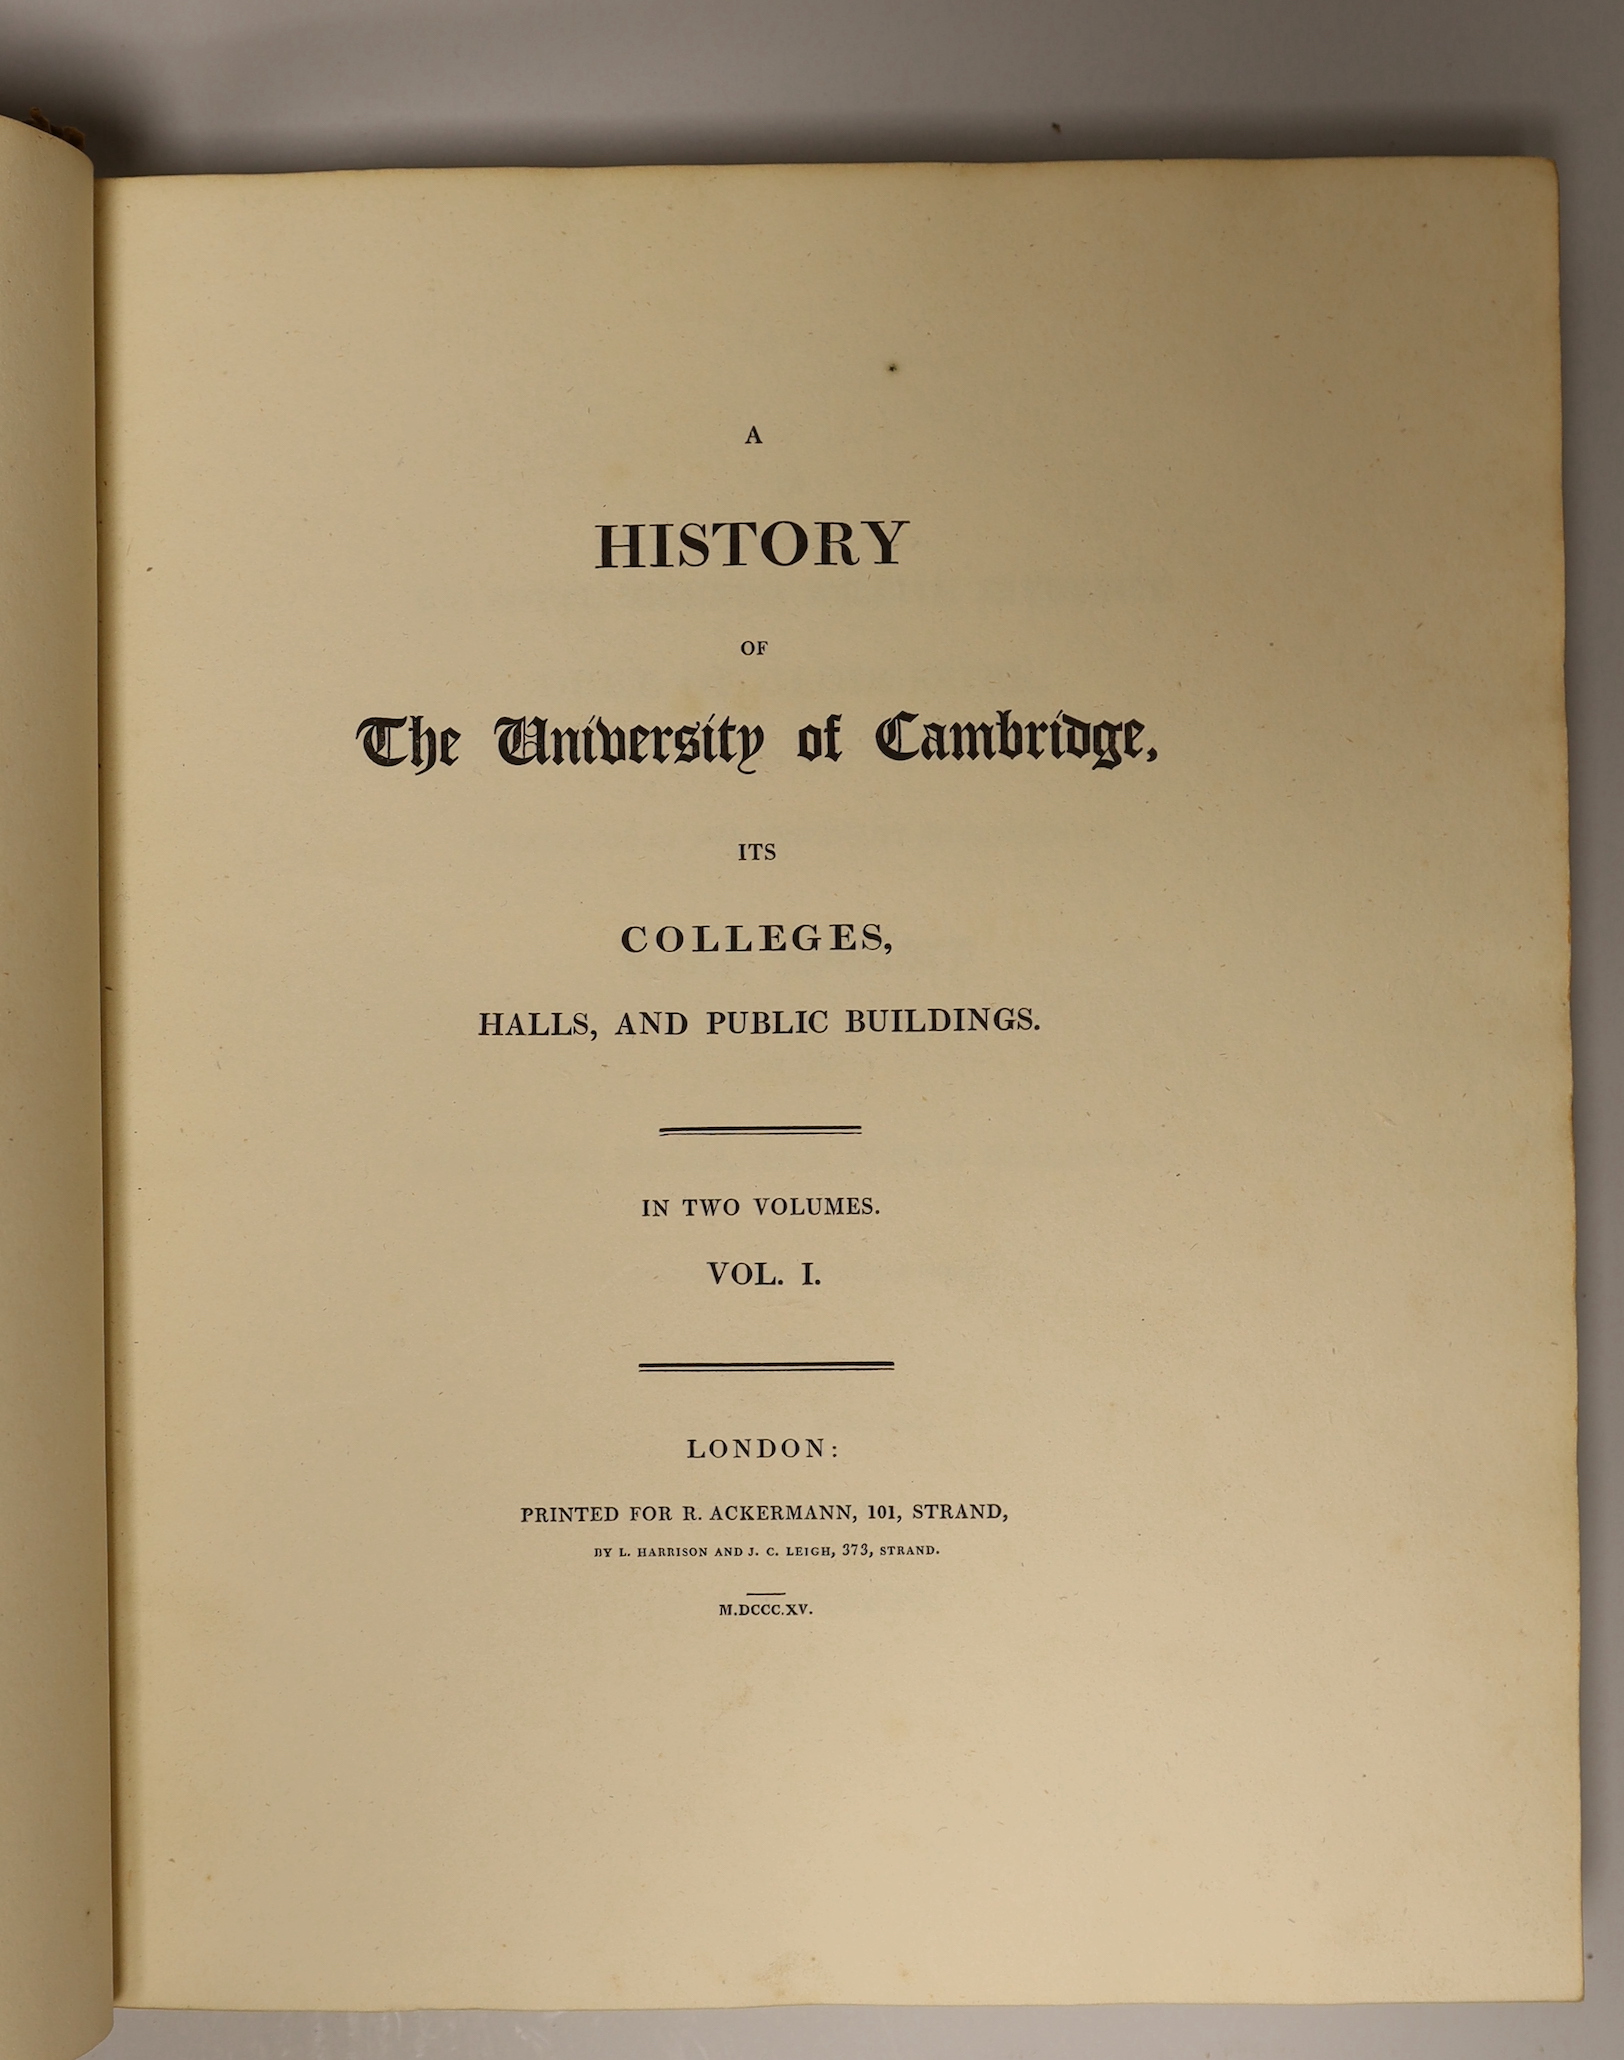 A
HISTORY
OF
The University of Cambridge,
ITS
COLLEGES,
HALLS, AND PUBLIC BUILDINGS.
IN TWO VOLUMES.
VOL. I.
LONDON:
PRINTED FOR R. ACKERMANN, 101, STRAND,
BY L. HARRISON AND J. C. LEIGH, 373, STRAND.
M.DCCC.XV.